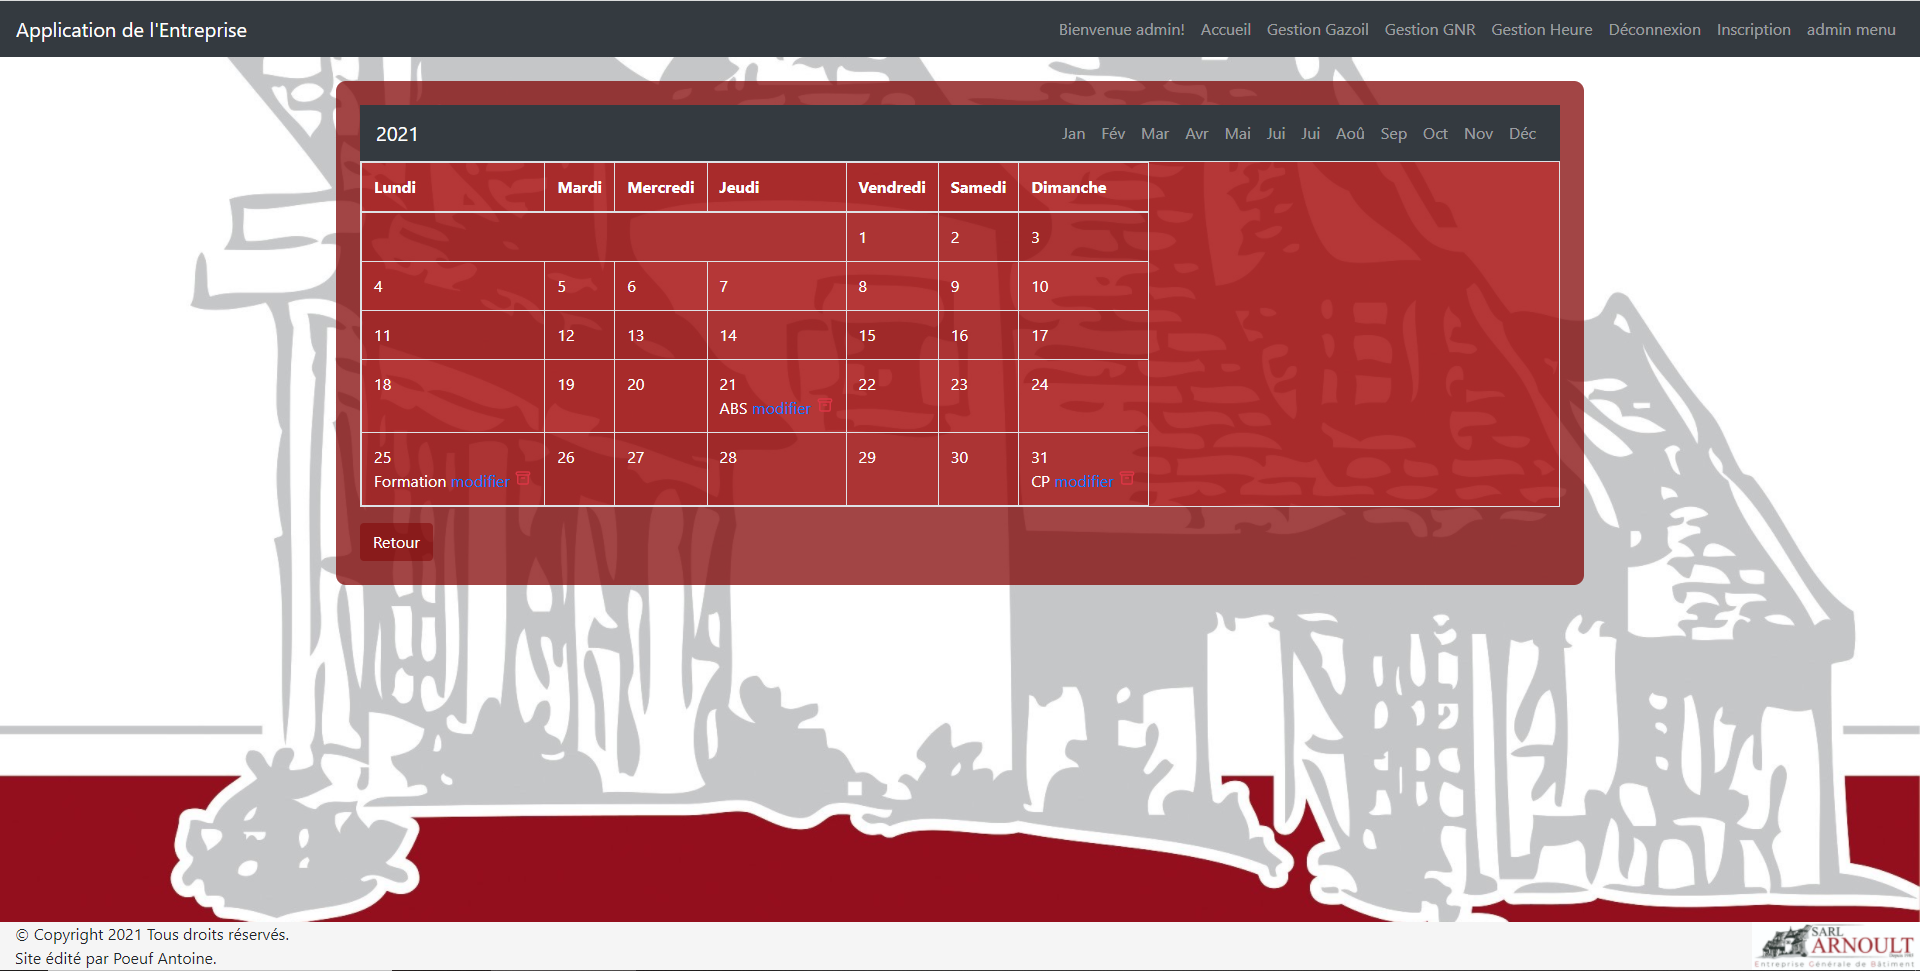 Application de l'Entreprise Bienvenue admin! Accueil Gestion Gazoil Gestion GNR Gestion Heure Déconnexion Inscription admin menu
2021 Jan Fév Mar Avr Mai Jui Jui Aoû Sep Oct Nov Déc
Lundi Mardi Mercredi Jeudi Vendredi Samedi Dimanche
1 2 3
4 5 6 7 8 9 10
11 12 13 14 15 16 17
18 19 20 21 22 23 24
ABS modifier
25 26 27 28 29 30 31
Formation modifier CP modifier
Retour
© Copyright 2021 Tous droits réservés.
Site édité par Poeuf Antoine.
SARL
ARNOULT
Entreprise Générale de Bâtiment